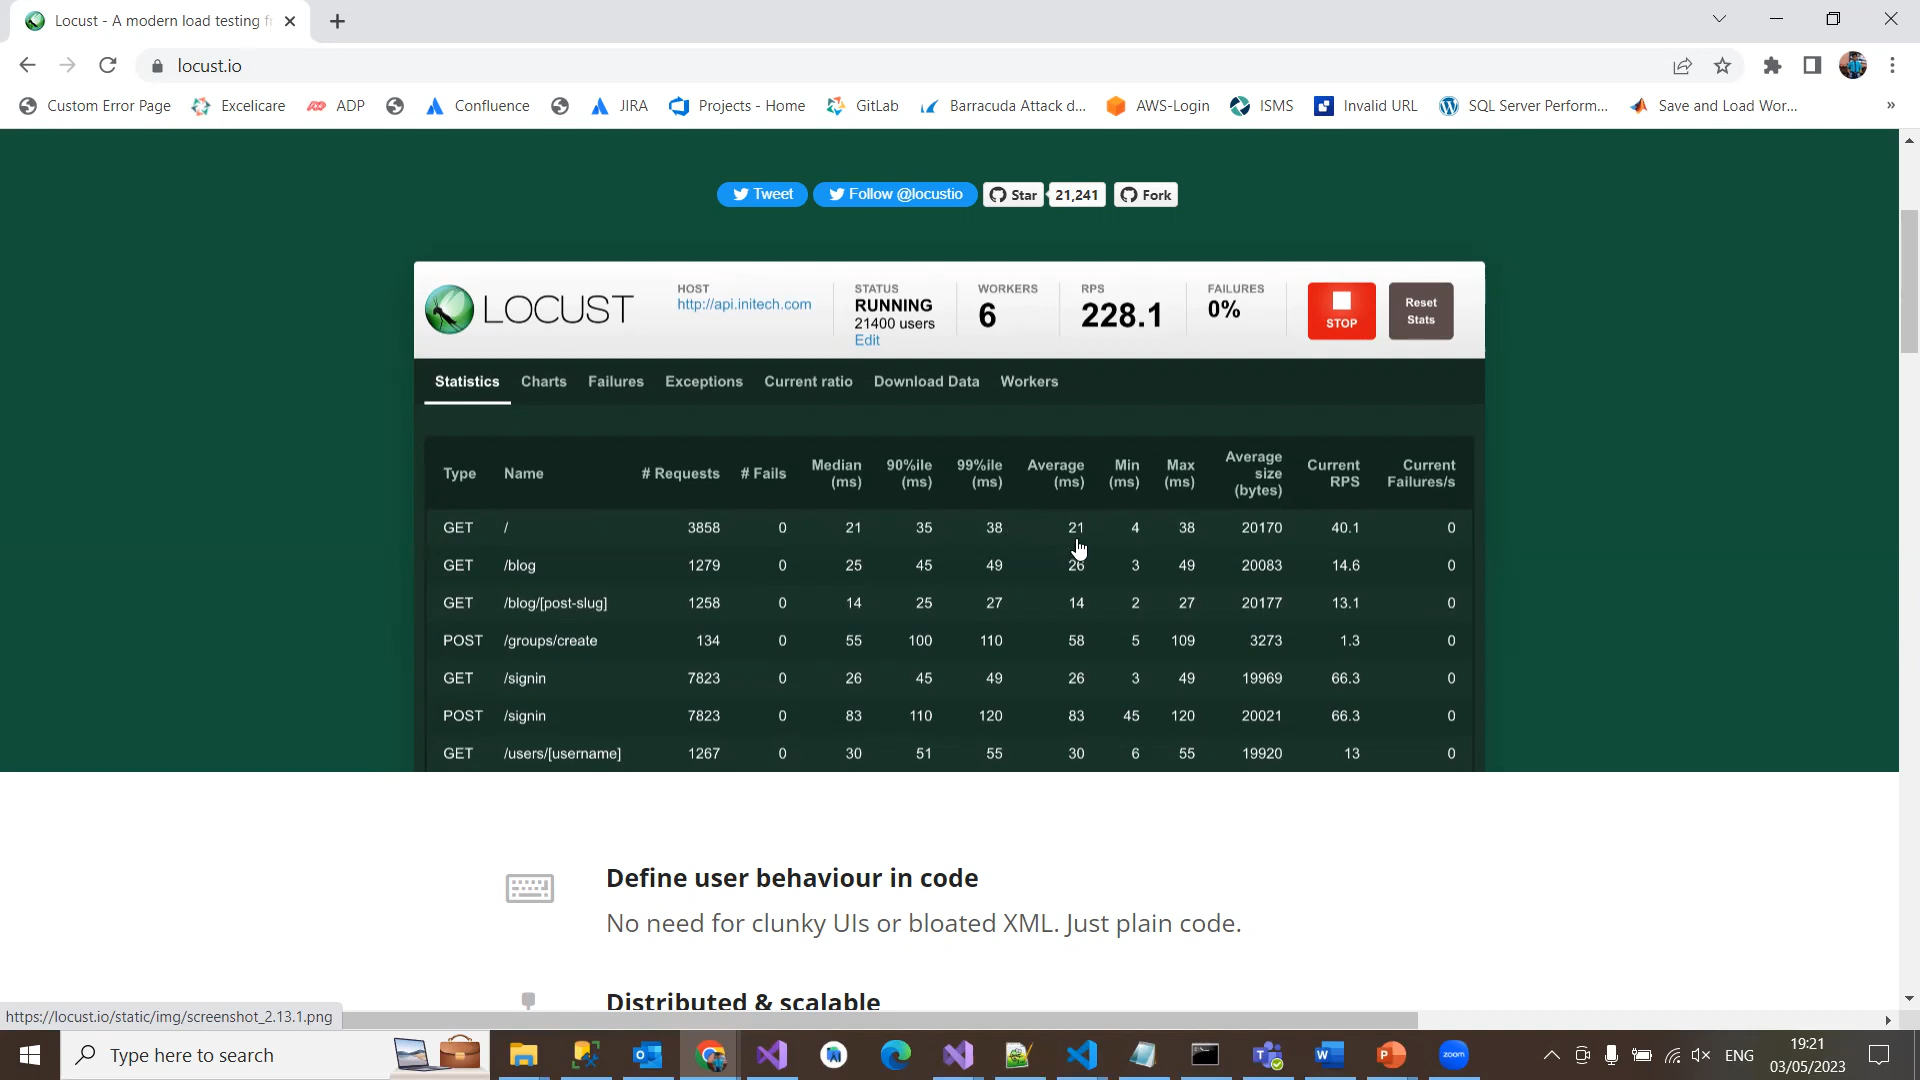 Locust - A modern load testing f
locust.io
Custom Error Page Excelicare ADP Confluence JIRA Projects - Home GitLab Barracuda Attack d... AWS-Login ISMS Invalid URL SQL Server Perform... Save and Load Wor... »
Tweet Follow @locustio Star 21,241 Fork
LOCUST
HOST
http://api.initech.com
STATUS
RUNNING
21400 users
Edit
WORKERS
6
RPS
228.1
FAILURES
0%
STOP
Reset
Stats
Statistics Charts Failures Exceptions Current ratio Download Data Workers
Type Name # Requests # Fails Median (ms) 90%ile (ms) 99%ile (ms) Average (ms) Min (ms) Max (ms) Average size (bytes) Current RPS Current Failures/s
GET / 3858 0 21 35 38 21 4 38 20170 40.1 0
GET /blog 1279 0 25 45 49 26 3 49 20083 14.6 0
GET /blog/[post-slug] 1258 0 14 25 27 14 2 27 20177 13.1 0
POST /groups/create 134 0 55 100 110 58 5 109 3273 1.3 0
GET /signin 7823 0 26 45 49 26 3 49 19969 66.3 0
POST /signin 7823 0 83 110 120 83 45 120 20021 66.3 0
GET /users/[username] 1267 0 30 51 55 30 6 55 19920 13 0
Define user behaviour in code
No need for clunky UIs or bloated XML. Just plain code.
Distributed & scalable
https://locust.io/static/img/screenshot_2.13.1.png
Type here to search
zoom
ENG
19:21
03/05/2023